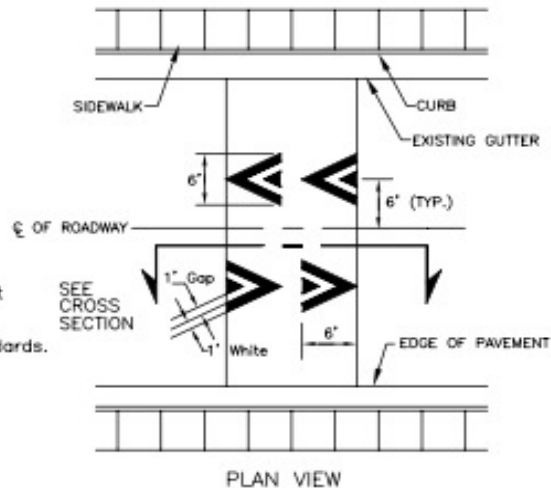 SIDEWALK
CURB
EXISTING GUTTER
6'
6' (TYP.)
℄ OF ROADWAY
t
SEE
CROSS
SECTION
1' Gap
lards.
1' White
6'
EDGE OF PAVEMENT
PLAN VIEW